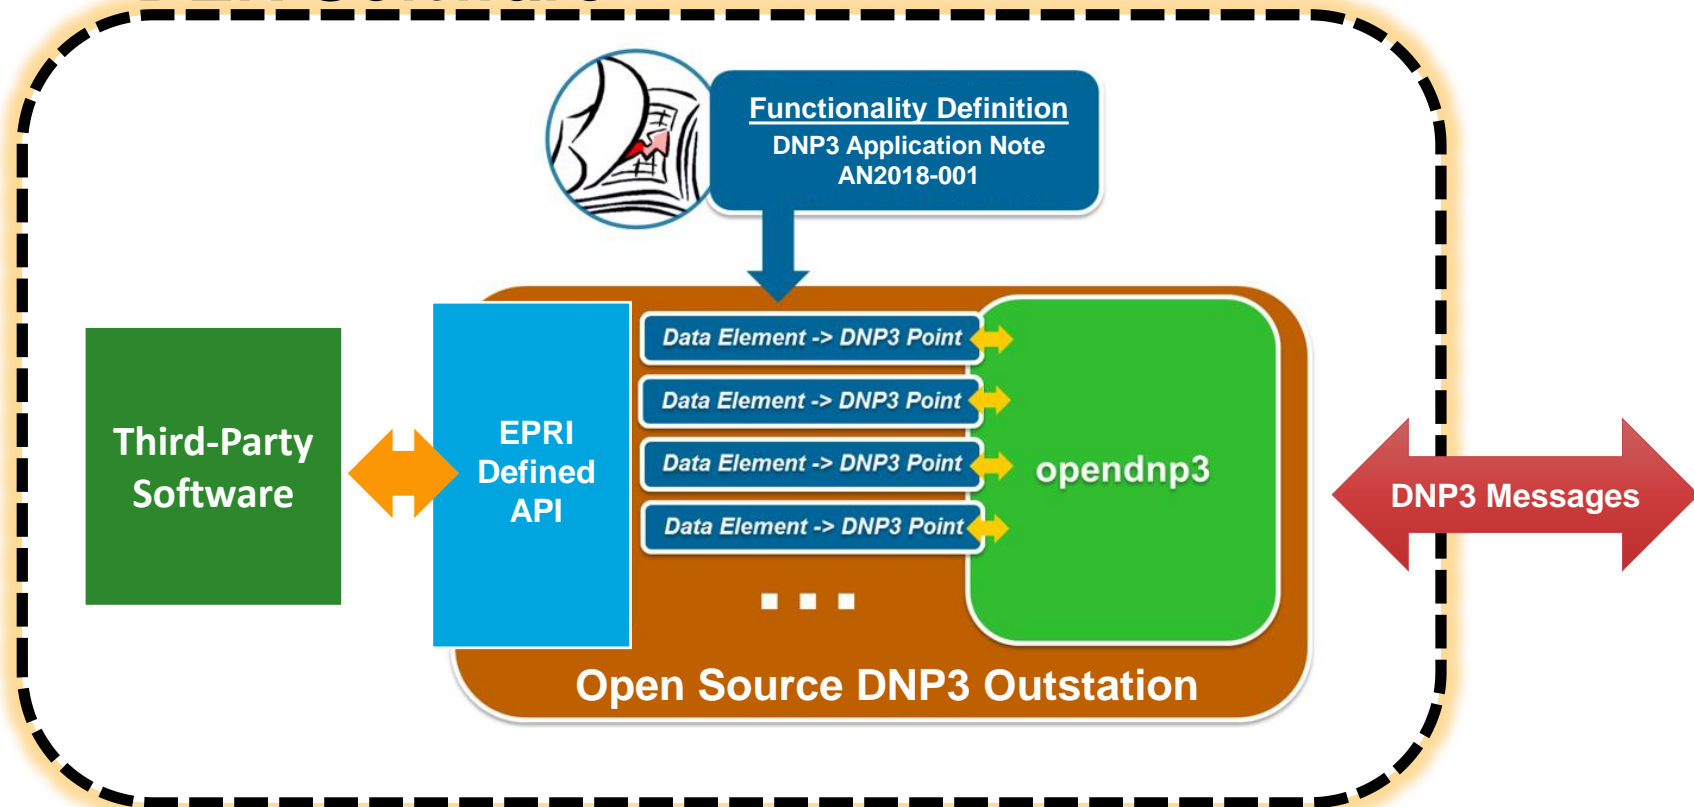 Functionality Definition
DNP3 Application Note
AN2018-001
Third-Party
Software
EPRI
Defined
API
Data Element -> DNP3 Point
Data Element -> DNP3 Point
Data Element -> DNP3 Point
Data Element -> DNP3 Point
opendnp3
DNP3 Messages
Open Source DNP3 Outstation